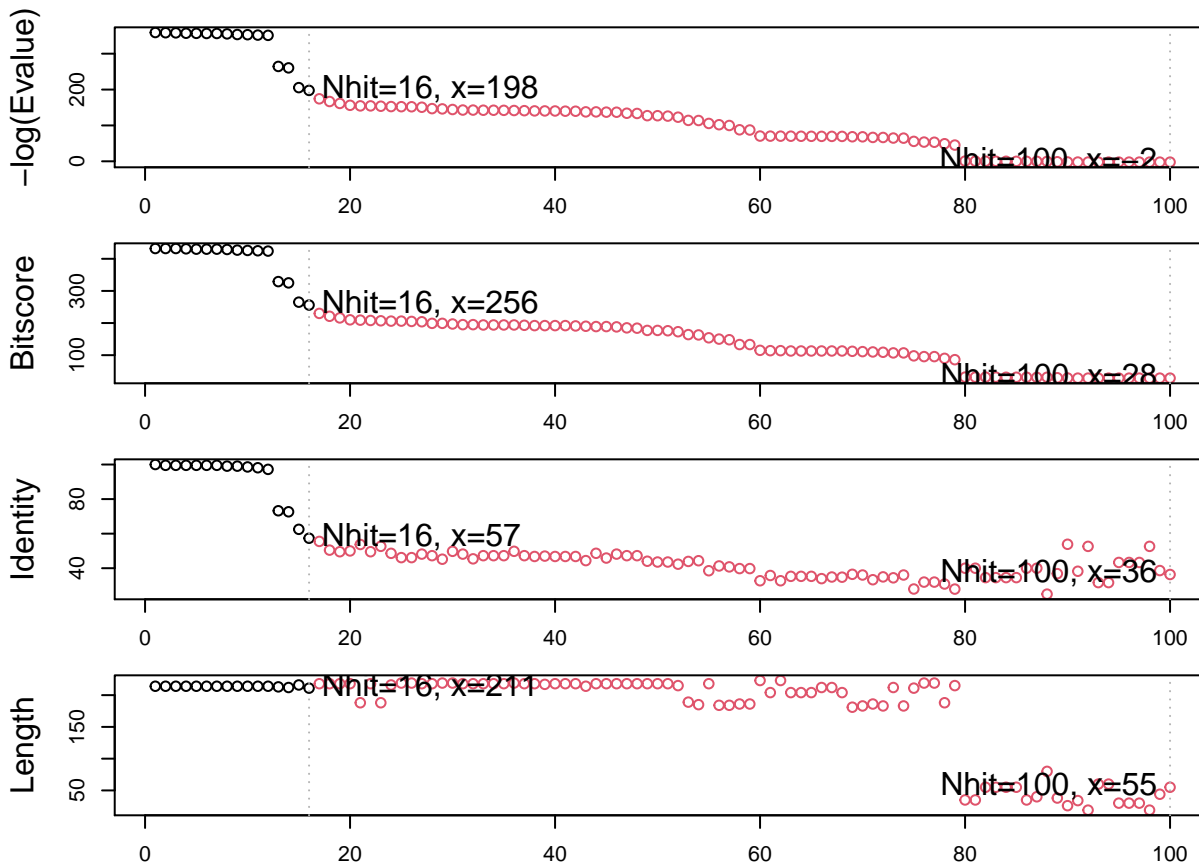 −log(Evalue)
200
0
Nhit=16, x=198
Nhit=100, x=−2
0 20 40 60 80 100
Bitscore
300
100
Nhit=16, x=256
Nhit=100, x=28
0 20 40 60 80 100
Identity
80
40
Nhit=16, x=57
Nhit=100, x=36
0 20 40 60 80 100
Length
150
50
Nhit=16, x=211
Nhit=100, x=55
0 20 40 60 80 100